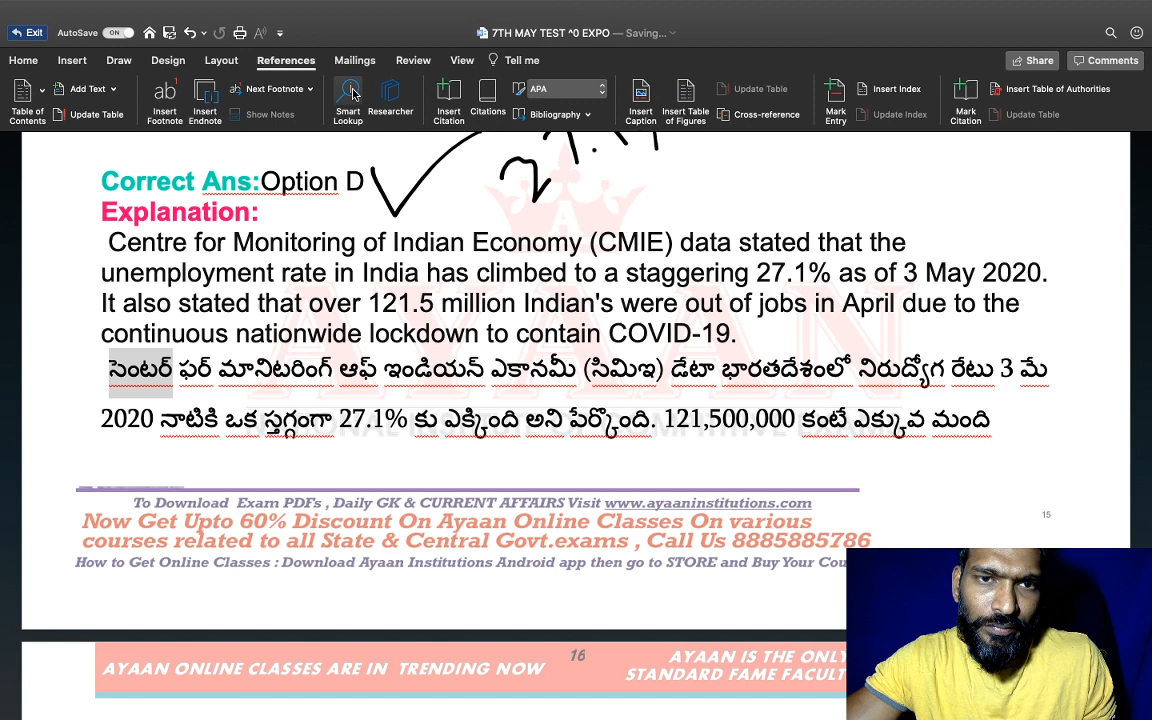 Exit AutoSave ON 7TH MAY TEST ^0 EXPO — Saving...
Home Insert Draw Design Layout References Mailings Review View Tell me Share Comments
Table of Contents Add Text Update Table Insert Footnote ab Insert Endnote Next Footnote Show Notes Smart Lookup Researcher Insert Citation Citations APA Bibliography Insert Caption Insert Table of Figures Update Table Cross-reference Mark Entry Insert Index Update Index Mark Citation Insert Table of Authorities Update Table
Correct Ans:Option D
Explanation:
Centre for Monitoring of Indian Economy (CMIE) data stated that the
unemployment rate in India has climbed to a staggering 27.1% as of 3 May 2020.
It also stated that over 121.5 million Indian's were out of jobs in April due to the
continuous nationwide lockdown to contain COVID-19.
సెంటర్ ఫర్ మానిటరింగ్ ఆఫ్ ఇండియన్ ఎకానమీ (సిమిఇ) డేటా భారతదేశంలో నిరుద్యోగ రేటు 3 మే
2020 నాటికి ఒక స్తగ్గంగా 27.1% కు ఎక్కింది అని పేర్కొంది. 121,500,000 కంటే ఎక్కువ మంది
AYAAN
To Download Exam PDFs , Daily GK & CURRENT AFFAIRS Visit www.ayaaninstitutions.com
Now Get Upto 60% Discount On Ayaan Online Classes On various
courses related to all State & Central Govt.exams , Call Us 8885885786
How to Get Online Classes : Download Ayaan Institutions Android app then go to STORE and Buy Your Cou
15
AYAAN ONLINE CLASSES ARE IN TRENDING NOW
16
AYAAN IS THE ONLY
STANDARD FAME FACULT